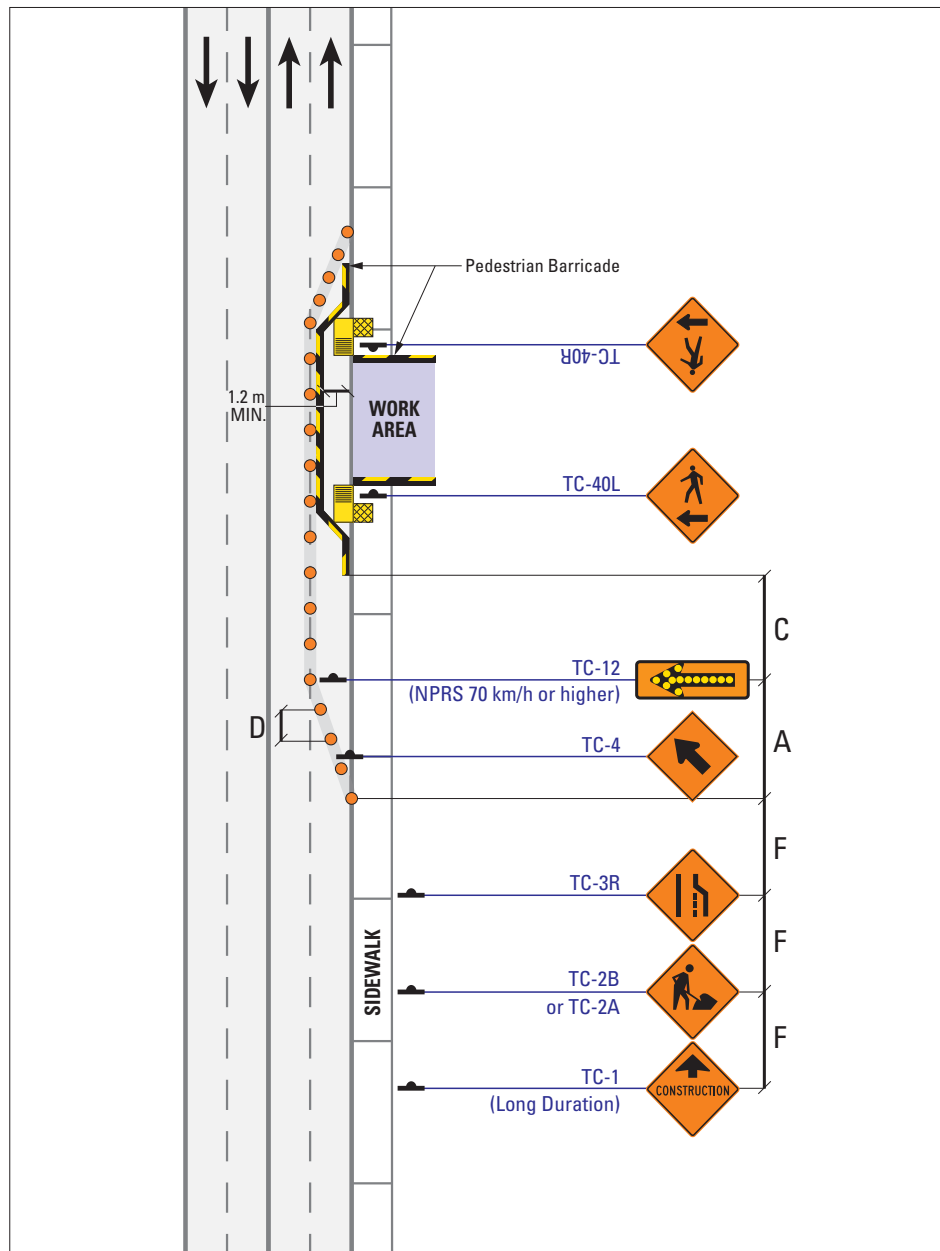 Pedestrian Barricade
TC-40R
1.2 m
MIN.
WORK
AREA
TC-40L
C
TC-12
(NPRS 70 km/h or higher)
D
TC-4
A
F
TC-3R
F
SIDEWALK
TC-2B
or TC-2A
F
TC-1
(Long Duration)
CONSTRUCTION